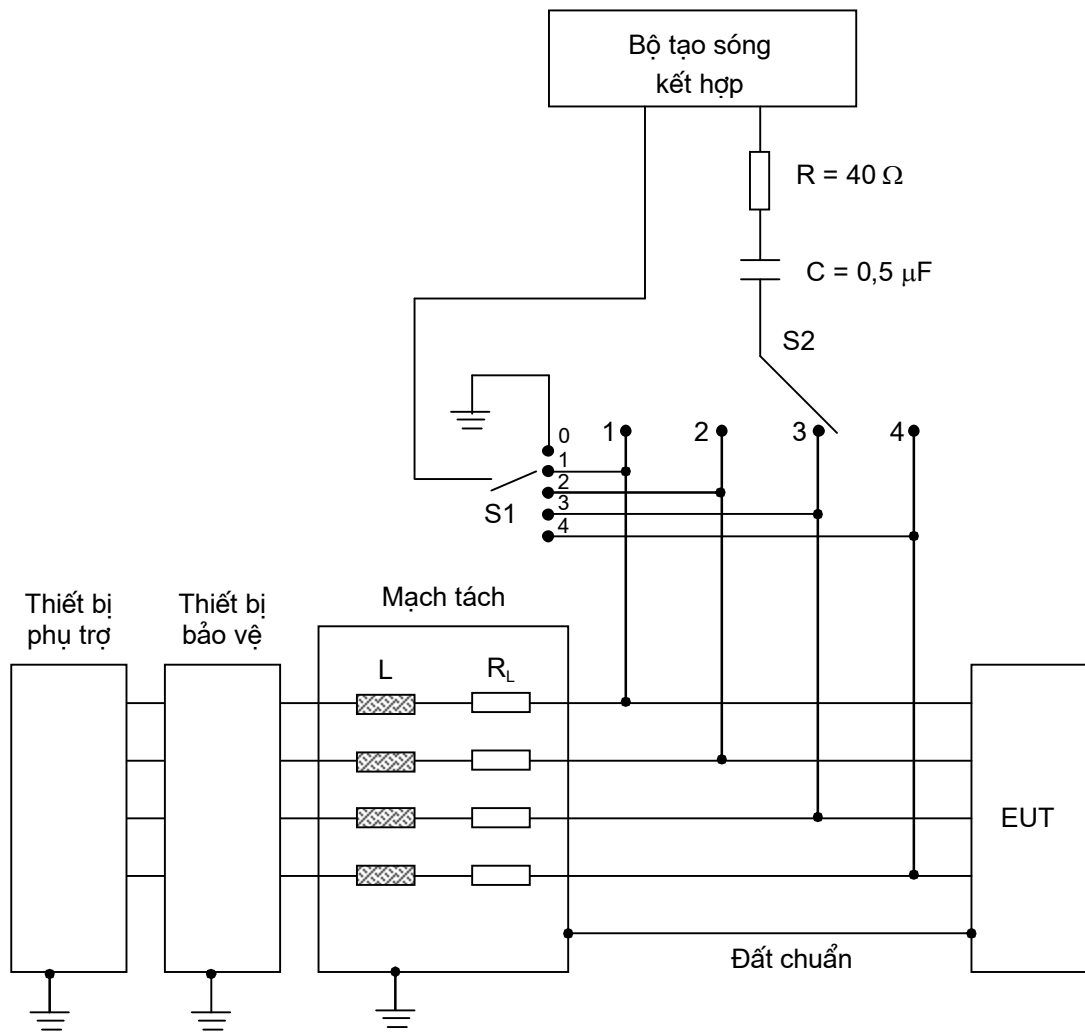 Bộ tạo sóng
kết hợp
R = 40 Ω
C = 0,5 μF
S2
0
1
2
3
4
1
2
3
4
S1
Thiết bị
phụ trợ
Thiết bị
bảo vệ
Mạch tách
L
RL
EUT
Đất chuẩn